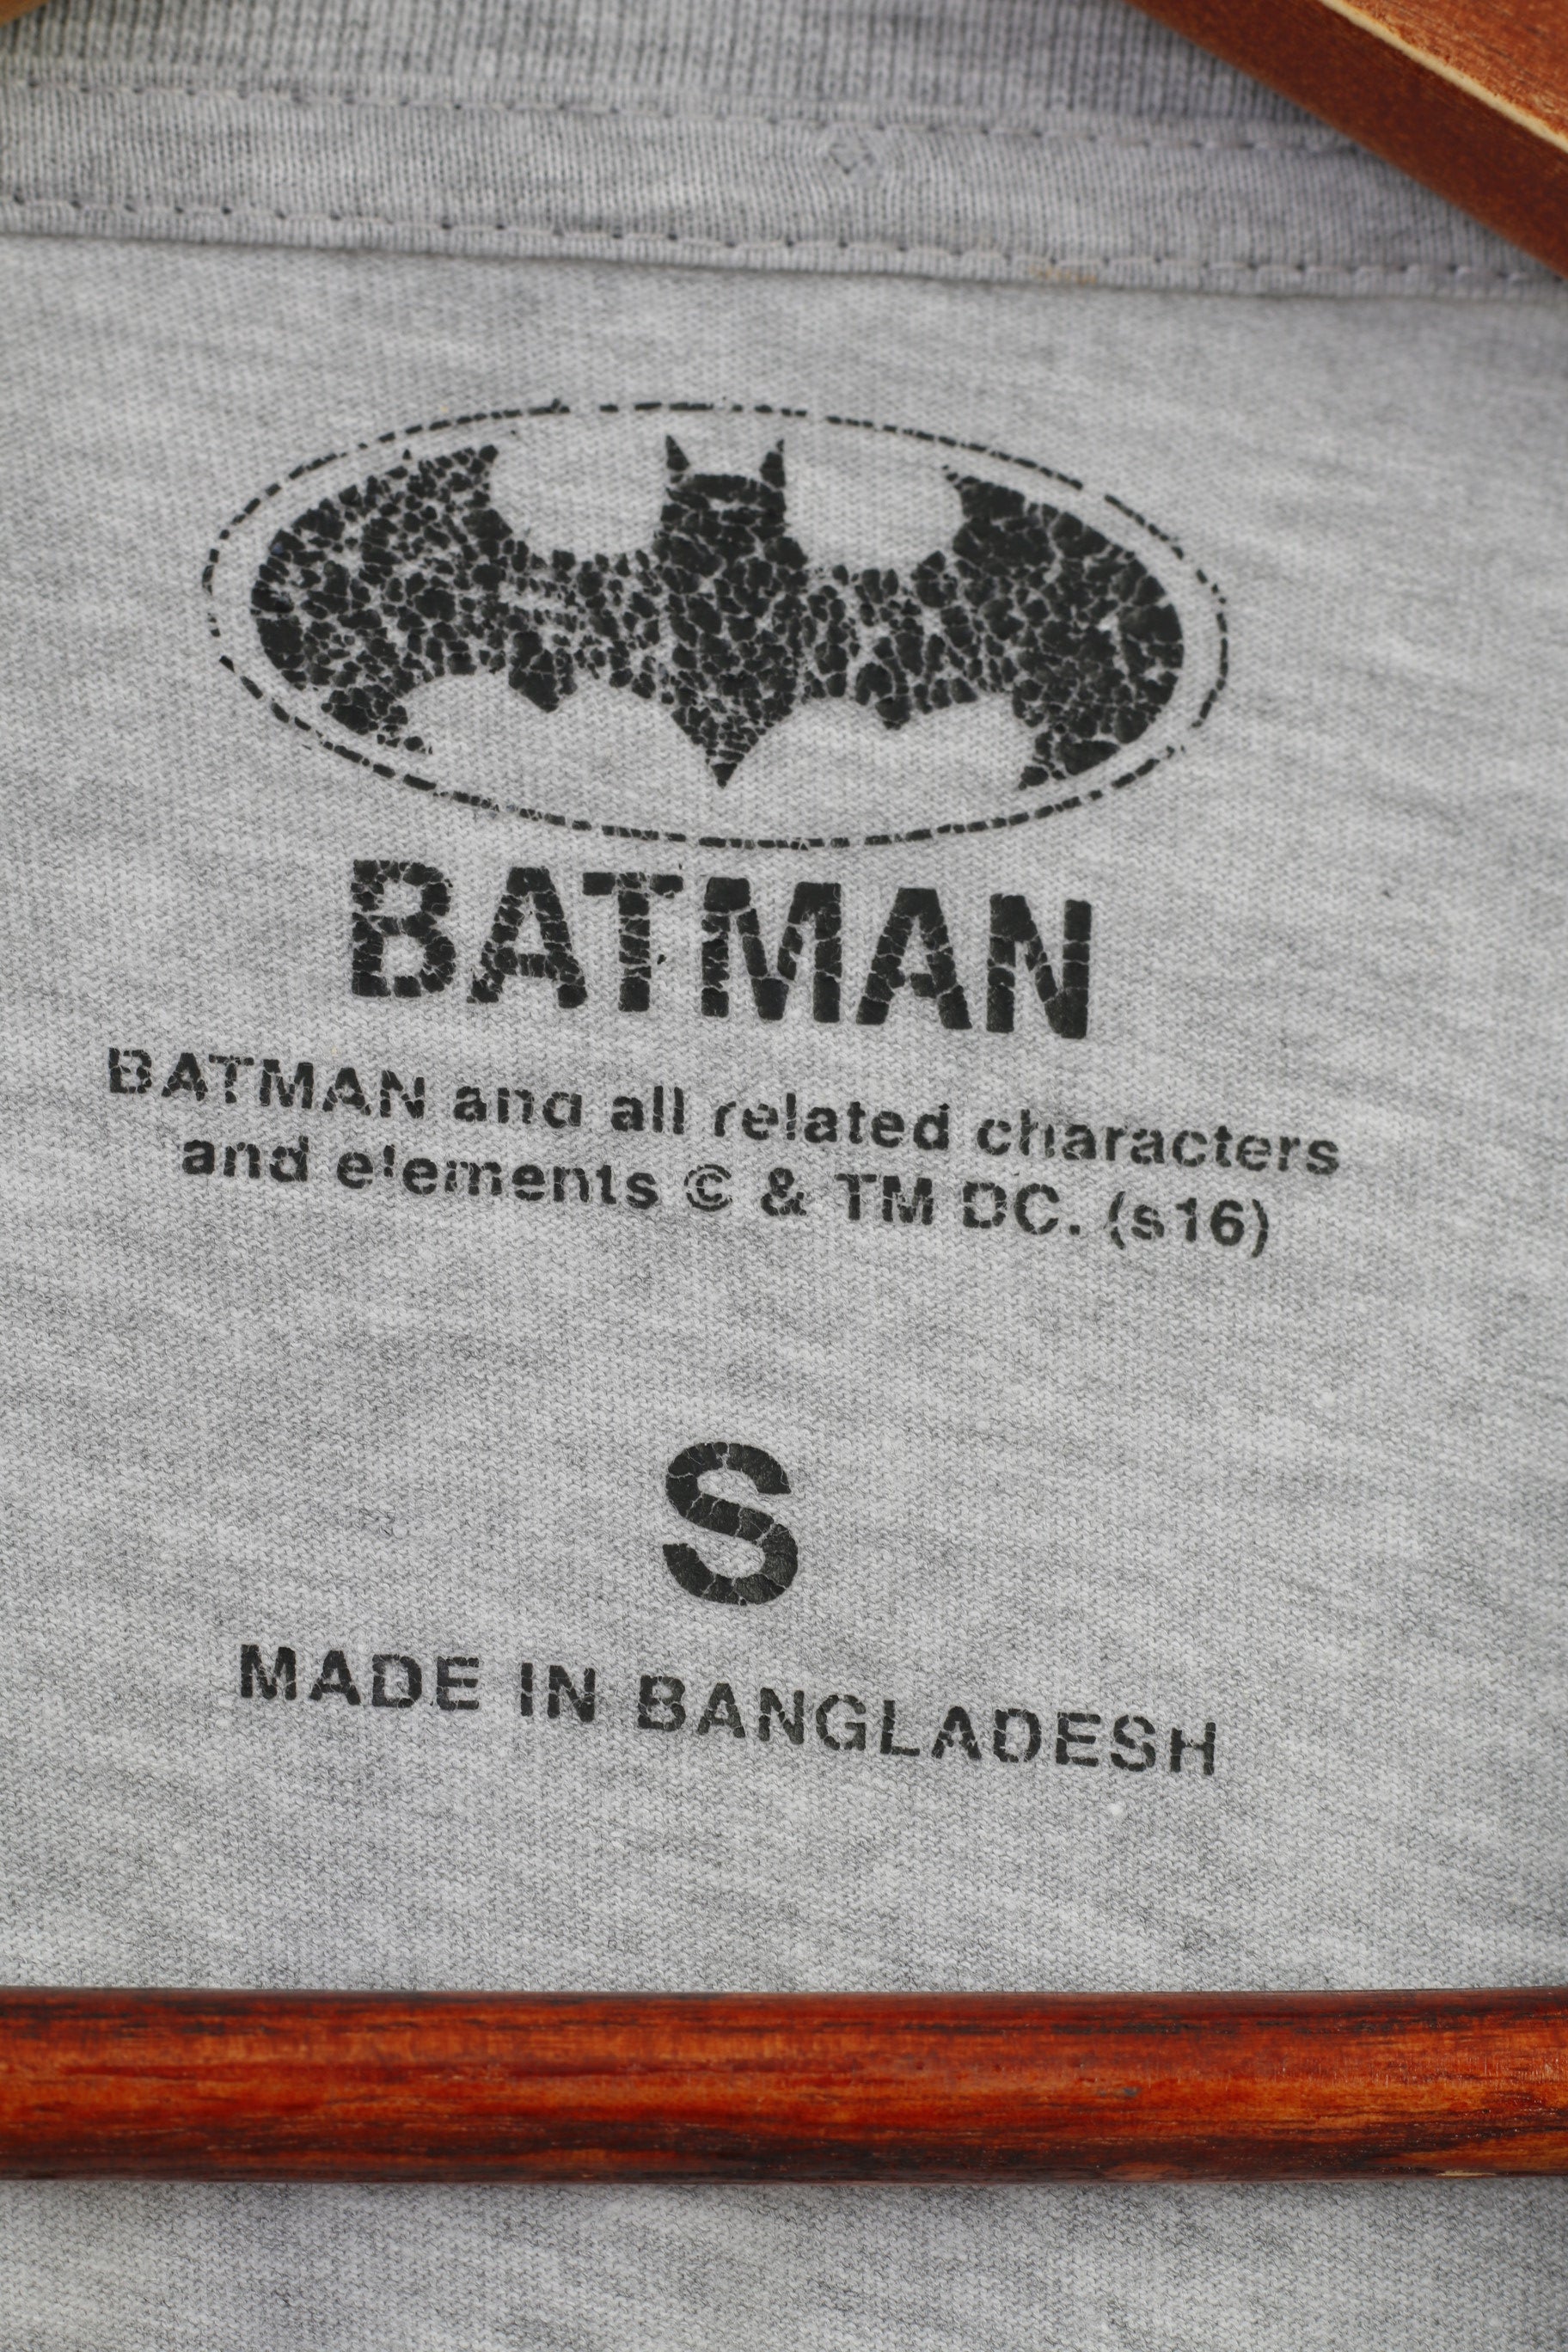 BATMAN
BATMAN and all related characters
and elements © & TM DC. (s16)
S
MADE IN BANGLADESH